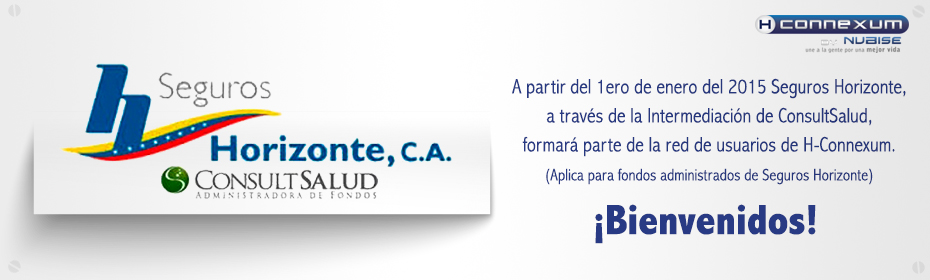 Seguros
Horizonte, C.A.
CONSULTSALUD
ADMINISTRADORA DE FONDOS
H CONNEXUM
BY NUBISE
une a la gente por una mejor vida
A partir del 1ero de enero del 2015 Seguros Horizonte,
a través de la Intermediación de ConsultSalud,
formará parte de la red de usuarios de H-Connexum.
(Aplica para fondos administrados de Seguros Horizonte)
¡Bienvenidos!